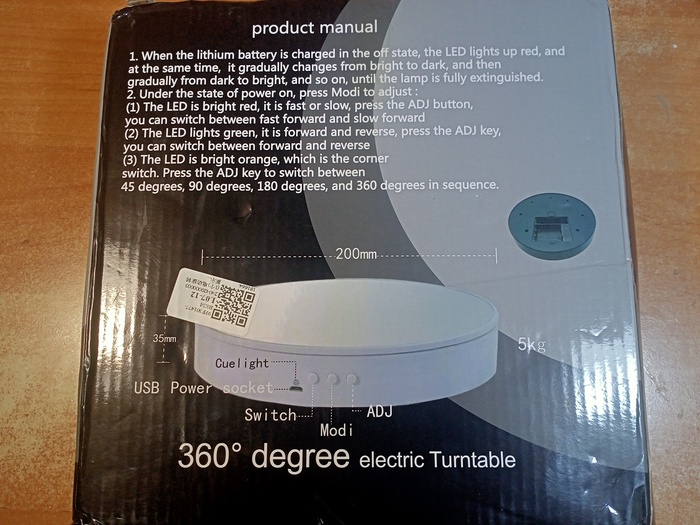 product manual
1. When the lithium battery is charged in the off state, the LED lights up red, and
at the same time, it gradually changes from bright to dark, and then
gradually from dark to bright, and so on, until the lamp is fully extinguished.
2. Under the state of power on, press Modi to adjust :
(1) The LED is bright red, it is fast or slow, press the ADJ button,
you can switch between fast forward and slow forward
(2) The LED lights green, it is forward and reverse, press the ADJ key,
you can switch between forward and reverse
(3) The LED is bright orange, which is the corner
switch. Press the ADJ key to switch between
45 degrees, 90 degrees, 180 degrees, and 360 degrees in sequence.
200mm
35mm
5kg
Cuelight
USB Power socket
Switch
ADJ
Modi
360° degree electric Turntable